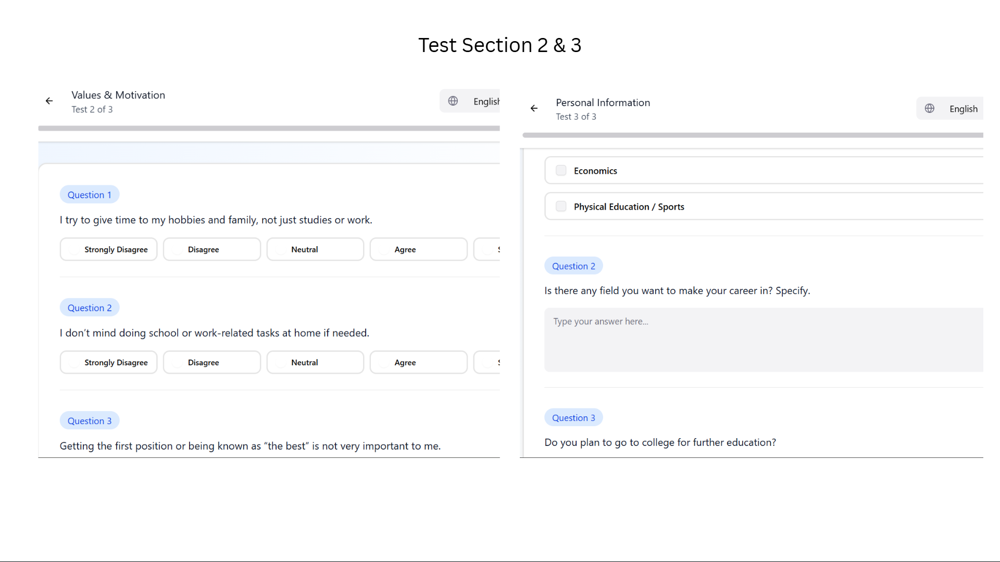 Test Section 2 & 3
Values & Motivation
Test 2 of 3
English
Question 1
I try to give time to my hobbies and family, not just studies or work.
Strongly Disagree Disagree Neutral Agree
Question 2
I don’t mind doing school or work-related tasks at home if needed.
Strongly Disagree Disagree Neutral Agree
Question 3
Getting the first position or being known as “the best” is not very important to me.
Personal Information
Test 3 of 3
English
Economics
Physical Education / Sports
Question 2
Is there any field you want to make your career in? Specify.
Type your answer here...
Question 3
Do you plan to go to college for further education?